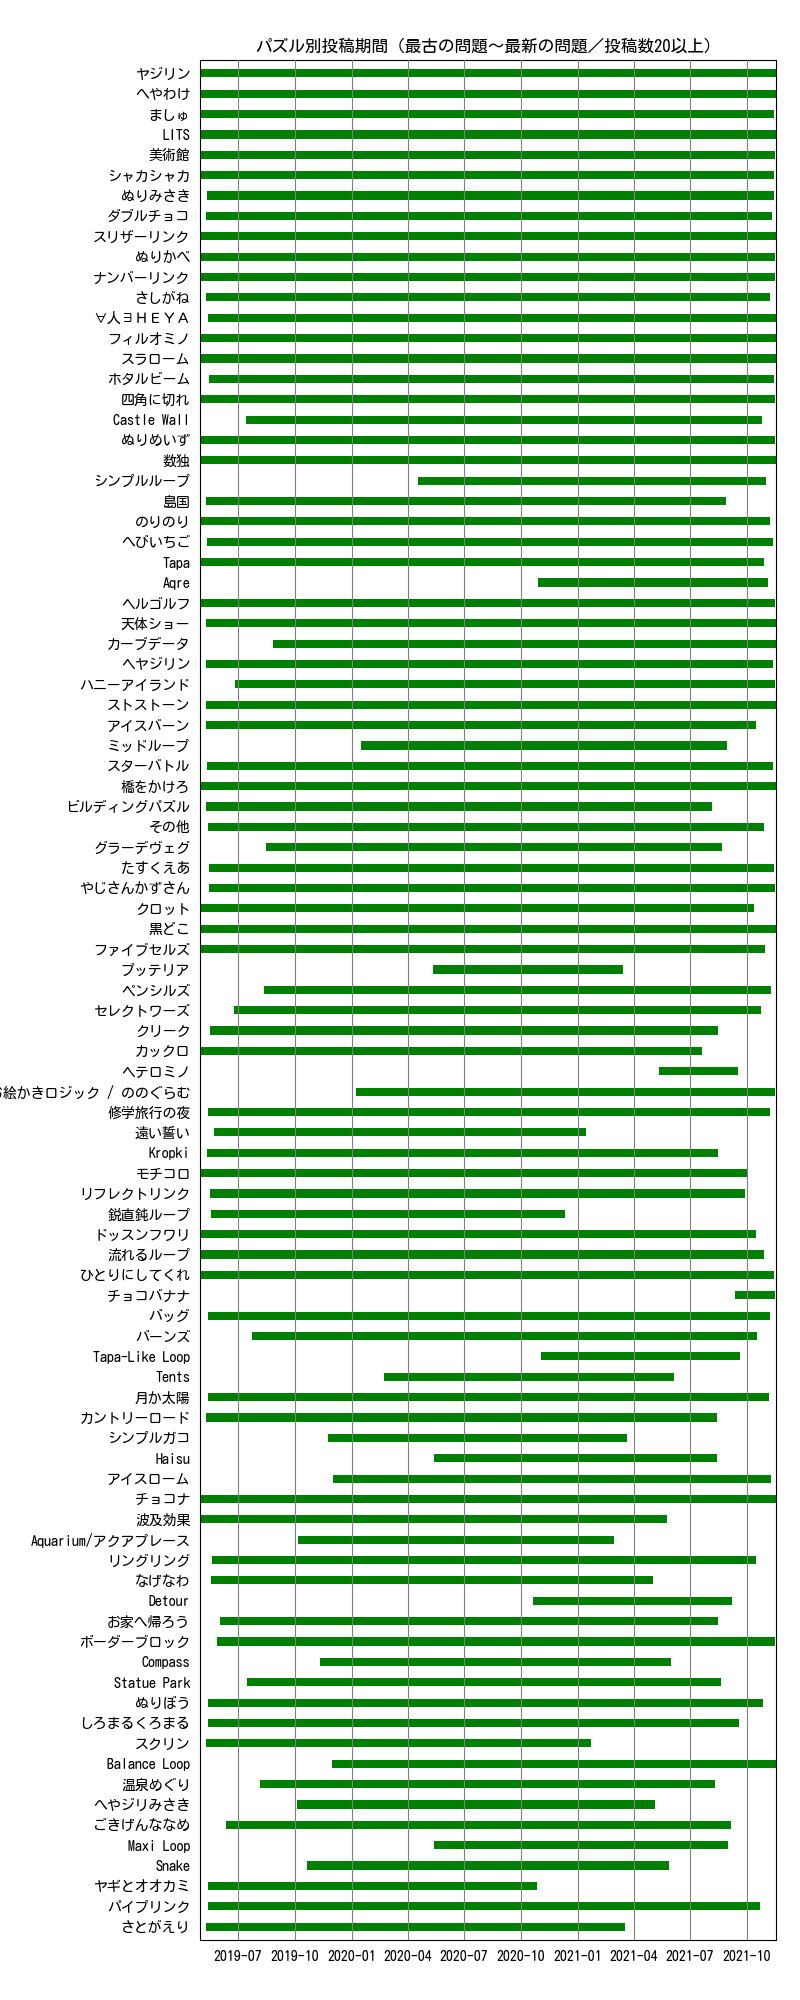 パズル別投稿期間（最古の問題～最新の問題／投稿数20以上）
ヤジリン
へやわけ
ましゅ
LITS
美術館
シャカシャカ
ぬりみさき
ダブルチョコ
スリザーリンク
ぬりかべ
ナンバーリンク
さしがね
∀人∃ＨＥＹＡ
フィルオミノ
スラローム
ホタルビーム
四角に切れ
Castle Wall
ぬりめいず
数独
シンプルループ
島国
のりのり
へびいちご
Tapa
Aqre
ヘルゴルフ
天体ショー
カーブデータ
ヘヤジリン
ハニーアイランド
ストストーン
アイスバーン
ミッドループ
スターバトル
橋をかけろ
ビルディングパズル
その他
グラーデヴェグ
たすくえあ
やじさんかずさん
クロット
黒どこ
ファイブセルズ
プッテリア
ペンシルズ
セレクトワーズ
クリーク
カックロ
ヘテロミノ
絵かきロジック / ののぐらむ
修学旅行の夜
遠い誓い
Kropki
モチコロ
リフレクトリンク
鋭直鈍ループ
ドッスンフワリ
流れるループ
ひとりにしてくれ
チョコバナナ
バッグ
バーンズ
Tapa-Like Loop
Tents
月か太陽
カントリーロード
シンプルガコ
Haisu
アイスローム
チョコナ
波及効果
Aquarium/アクアプレース
リングリング
なげなわ
Detour
お家へ帰ろう
ボーダーブロック
Compass
Statue Park
ぬりぼう
しろまるくろまる
スクリン
Balance Loop
温泉めぐり
へやジリみさき
ごきげんななめ
Maxi Loop
Snake
ヤギとオオカミ
パイプリンク
さとがえり
2019-07 2019-10 2020-01 2020-04 2020-07 2020-10 2021-01 2021-04 2021-07 2021-10